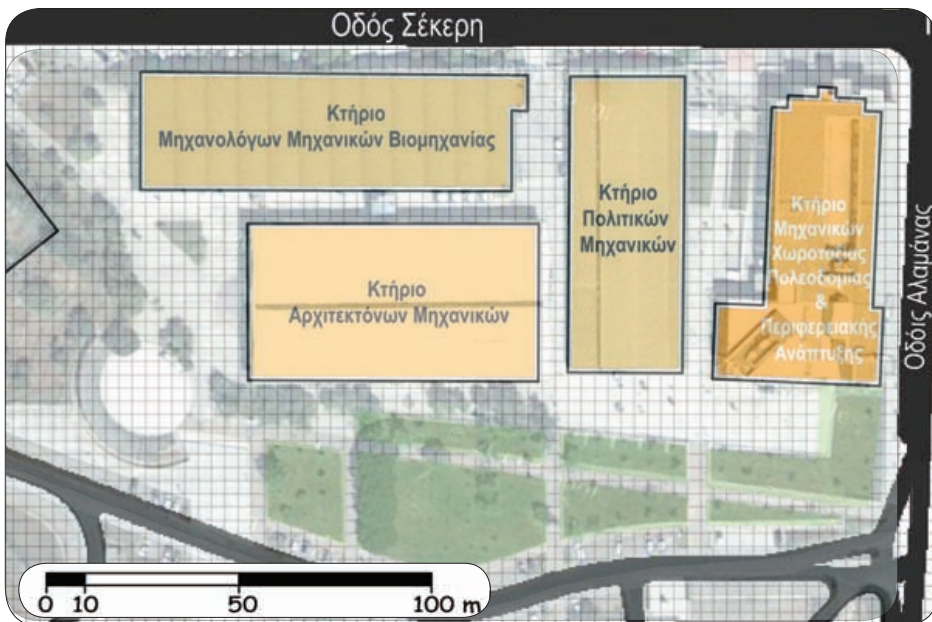 Οδός Σέκερη
Κτήριο
Μηχανολόγων Μηχανικών Βιομηχανίας
Κτήριο
Πολιτικών
Μηχανικών
Κτήριο
Μηχανικών
Χωροταξίας
Πολεοδομίας
&
Περιφερειακής
Ανάπτυξης
Κτήριο
Αρχιτεκτόνων Μηχανικών
Οδόις Αλαμάνας
0 10 50 100 m